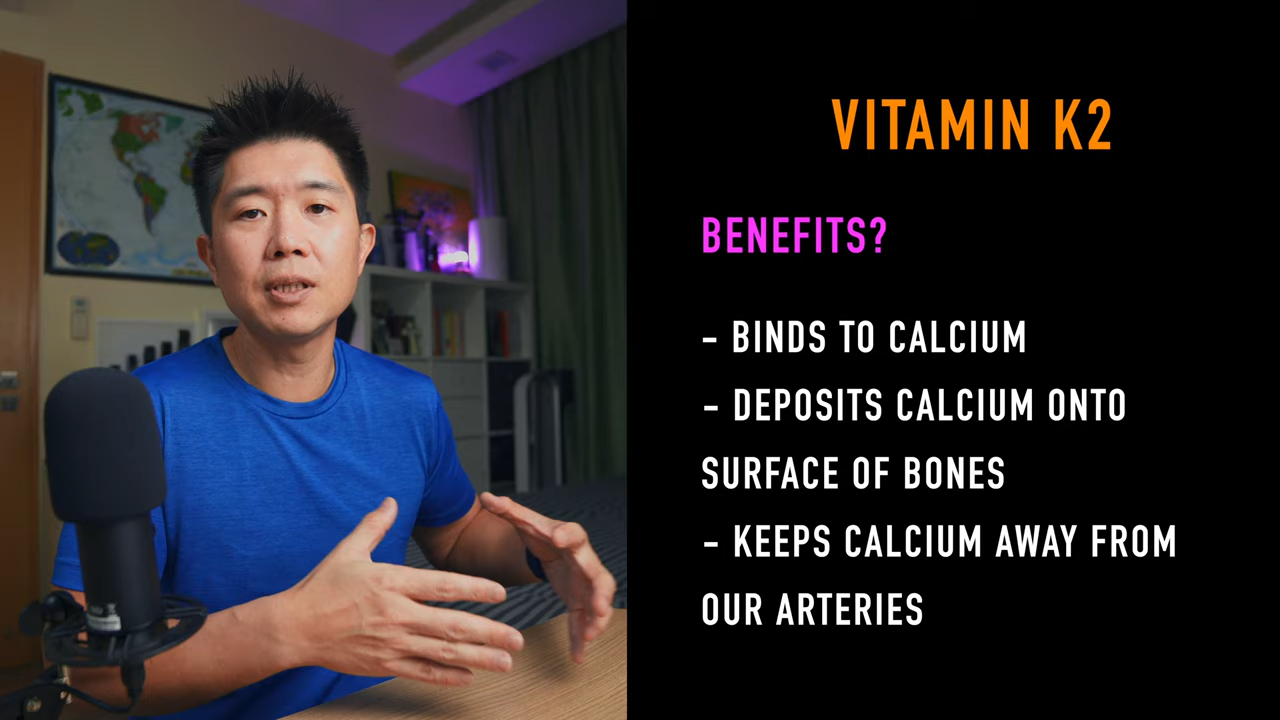 VITAMIN K2
BENEFITS?
- BINDS TO CALCIUM
- DEPOSITS CALCIUM ONTO
SURFACE OF BONES
- KEEPS CALCIUM AWAY FROM
OUR ARTERIES